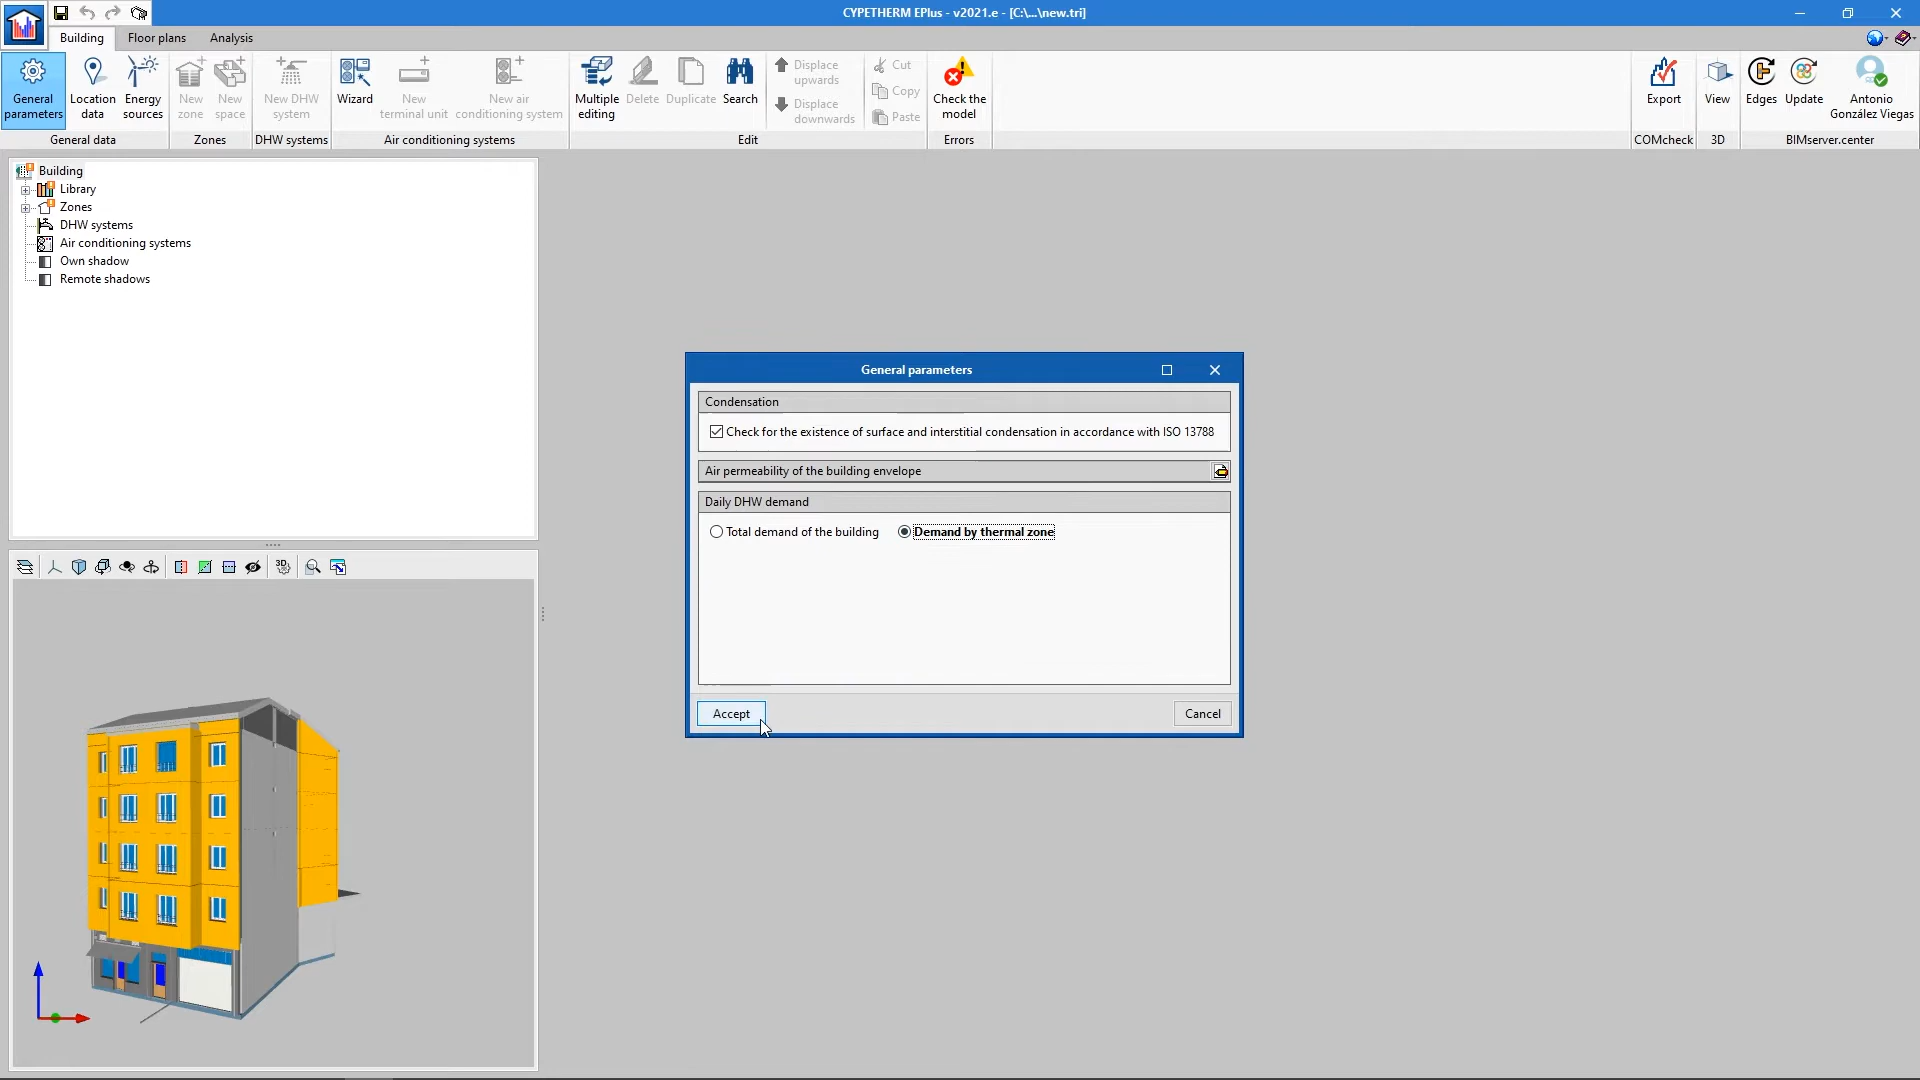 CYPETHERM EPlus - v2021.e - [C:\...\new.tri]
Building
Floor plans
Analysis
General parameters
Location data
Energy sources
General data
New zone
New space
Zones
New DHW system
DHW systems
Wizard
New terminal unit
New air conditioning system
Air conditioning systems
Multiple editing
Delete
Duplicate
Search
Displace upwards
Displace downwards
Cut
Copy
Paste
Edit
Check the model
Errors
Export
COMcheck
View
3D
Edges
Update
Antonio González Viegas
BIMserver.center
Building
Library
Zones
DHW systems
Air conditioning systems
Own shadow
Remote shadows
3D
General parameters
Condensation
Check for the existence of surface and interstitial condensation in accordance with ISO 13788
Air permeability of the building envelope
Daily DHW demand
Total demand of the building
Demand by thermal zone
Accept
Cancel